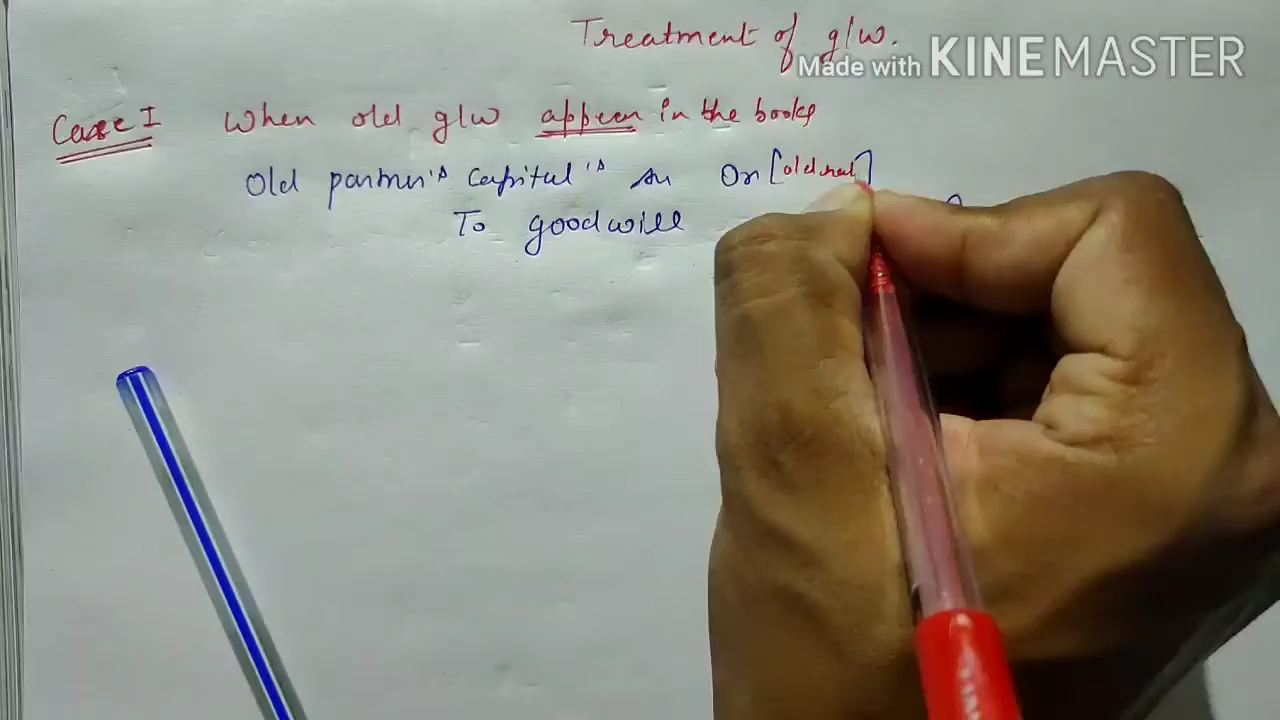 Treatment of g/w.
Made with KINEMASTER
Case I When old g/w appear in the books
Old partner's Capital's Dr [old
To goodwill